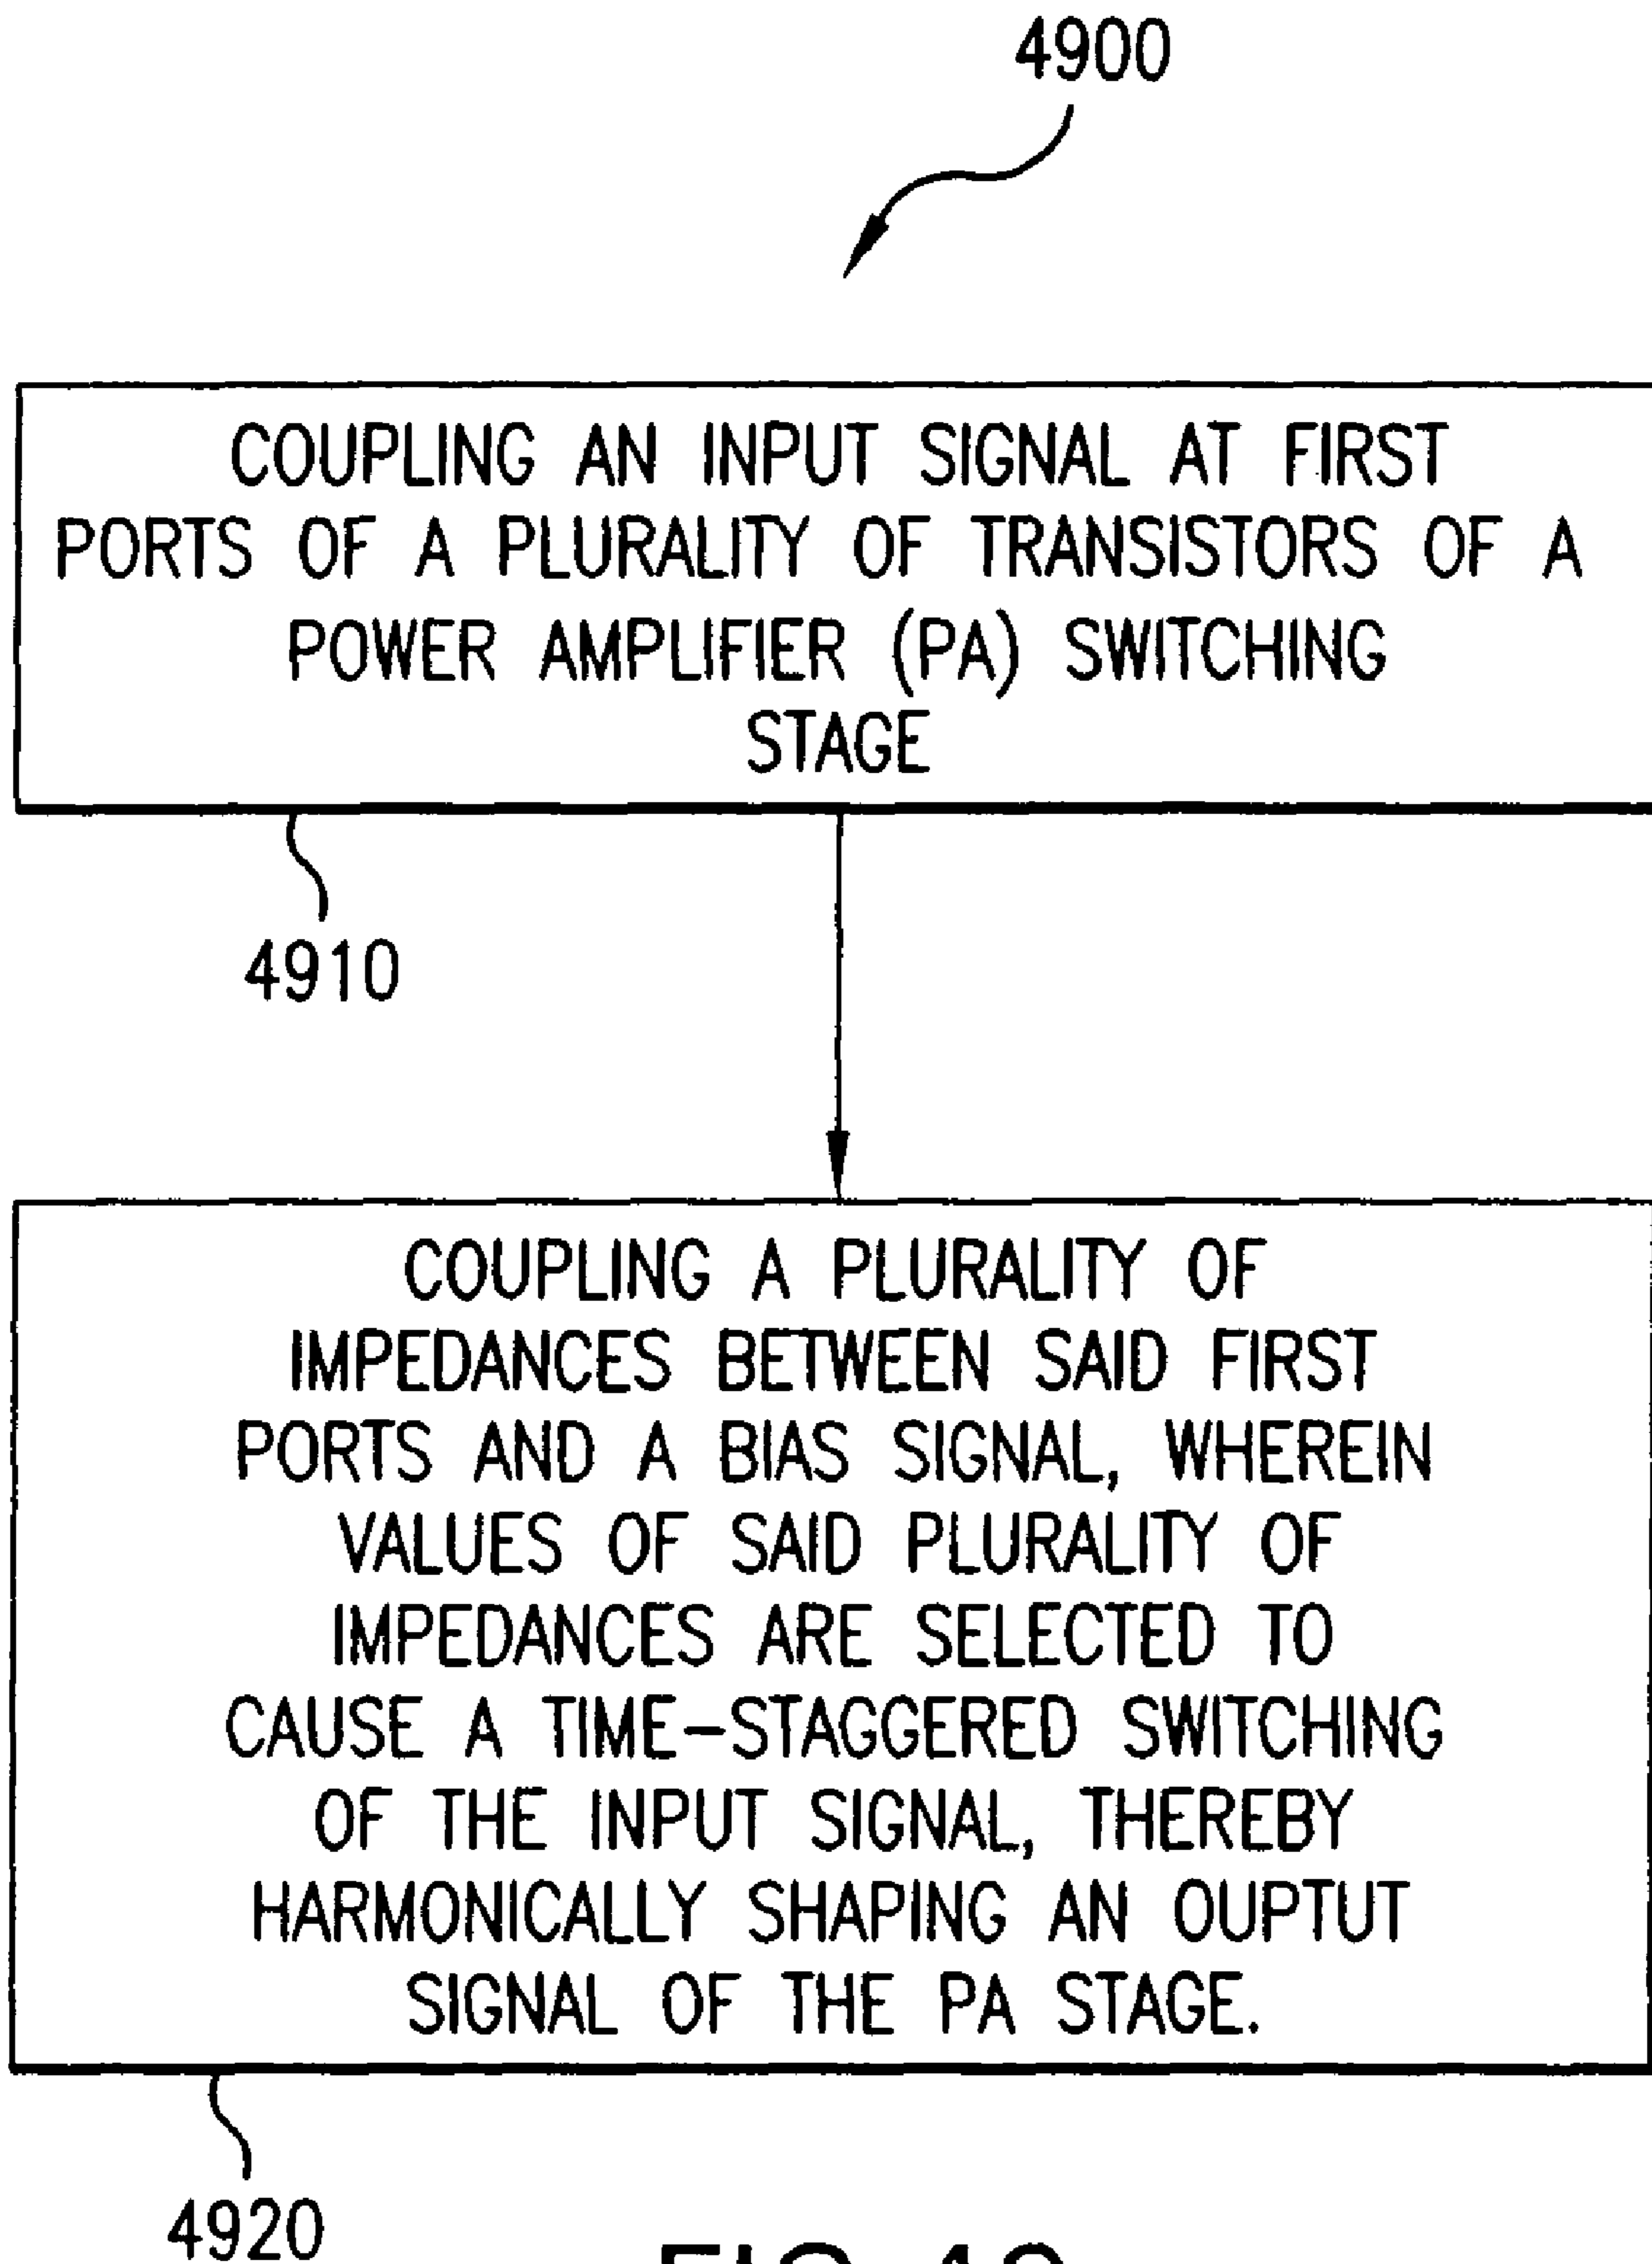 4900
COUPLING AN INPUT SIGNAL AT FIRST
PORTS OF A PLURALITY OF TRANSISTORS OF A
POWER AMPLIFIER (PA) SWITCHING
STAGE
4910
COUPLING A PLURALITY OF
IMPEDANCES BETWEEN SAID FIRST
PORTS AND A BIAS SIGNAL, WHEREIN
VALUES OF SAID PLURALITY OF
IMPEDANCES ARE SELECTED TO
CAUSE A TIME-STAGGERED SWITCHING
OF THE INPUT SIGNAL, THEREBY
HARMONICALLY SHAPING AN OUPTUT
SIGNAL OF THE PA STAGE.
4920